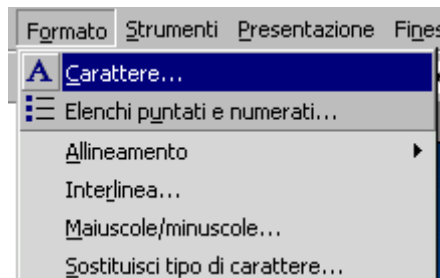 Formato Strumenti Presentazione Fines
A Carattere...
Elenchi puntati e numerati...
Allineamento
Interlinea...
Maiuscole/minuscole...
Sostituisci tipo di carattere...